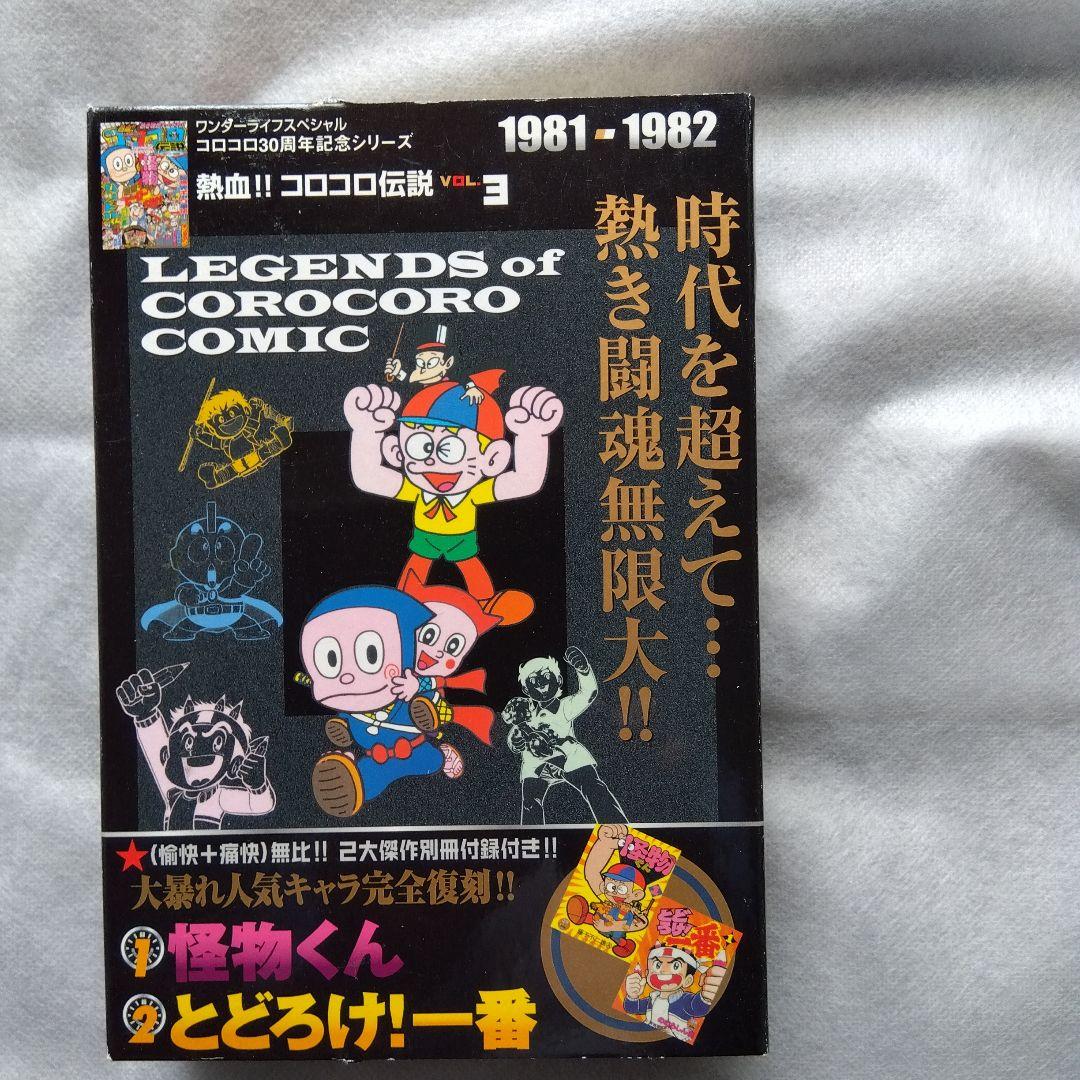 ワンダーライフスペシャル
コロコロ30周年記念シリーズ
熱血!! コロコロ伝説 VOL.3
1981-1982
時代を超えて…
熱き闘魂無限大!!
LEGENDS of
COROCORO
COMIC
★(愉快+痛快)無比!! 2大傑作別冊付録付き!!
大暴れ人気キャラ完全復刻!!
1 怪物くん
2 とどろけ!一番
怪物
一番